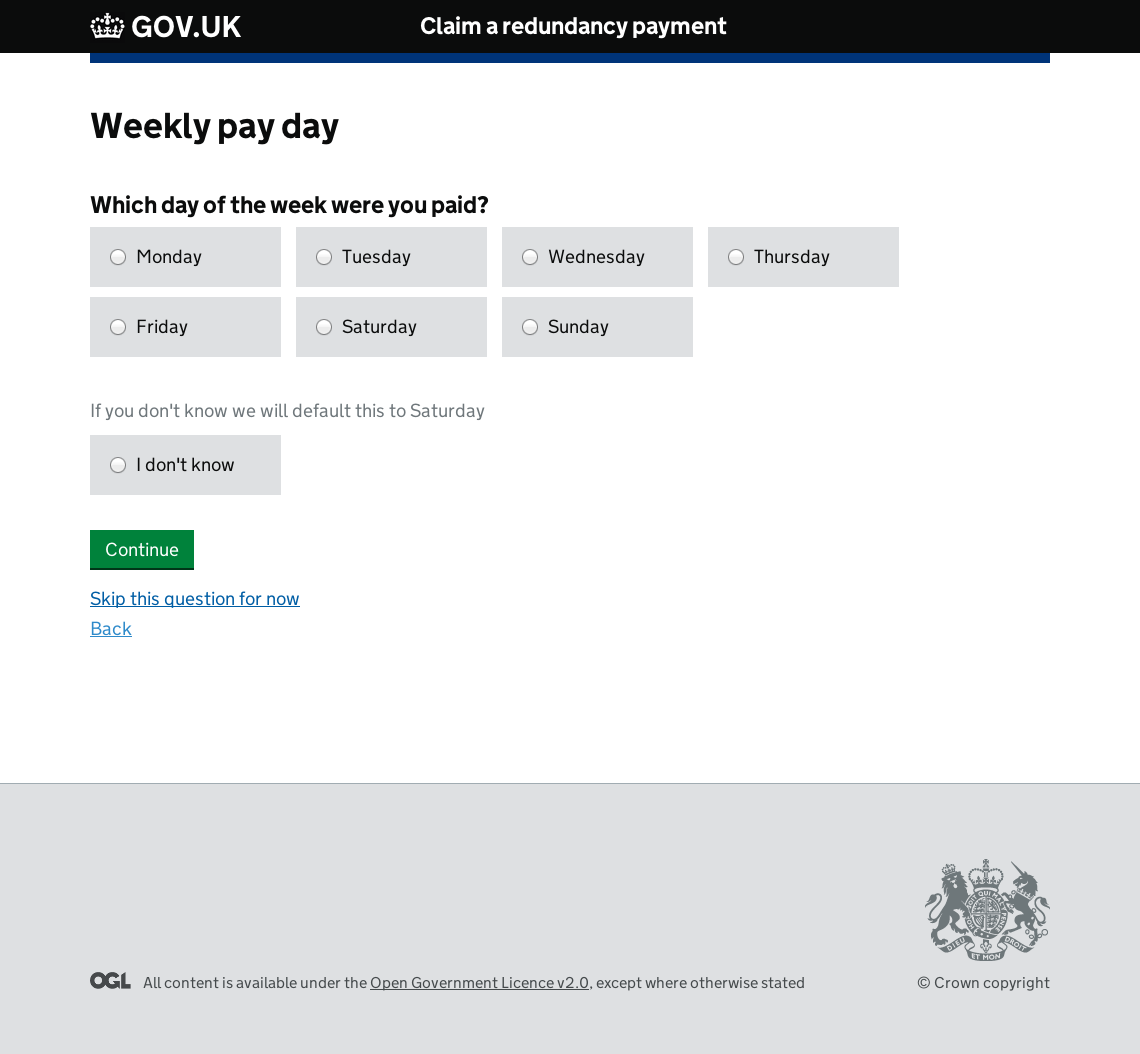 GOV.UK Claim a redundancy payment
Weekly pay day
Which day of the week were you paid?
Monday Tuesday Wednesday Thursday
Friday Saturday Sunday
If you don't know we will default this to Saturday
I don't know
Continue
Skip this question for now
Back
DIEU ET MON DROIT
OGL All content is available under the Open Government Licence v2.0, except where otherwise stated © Crown copyright